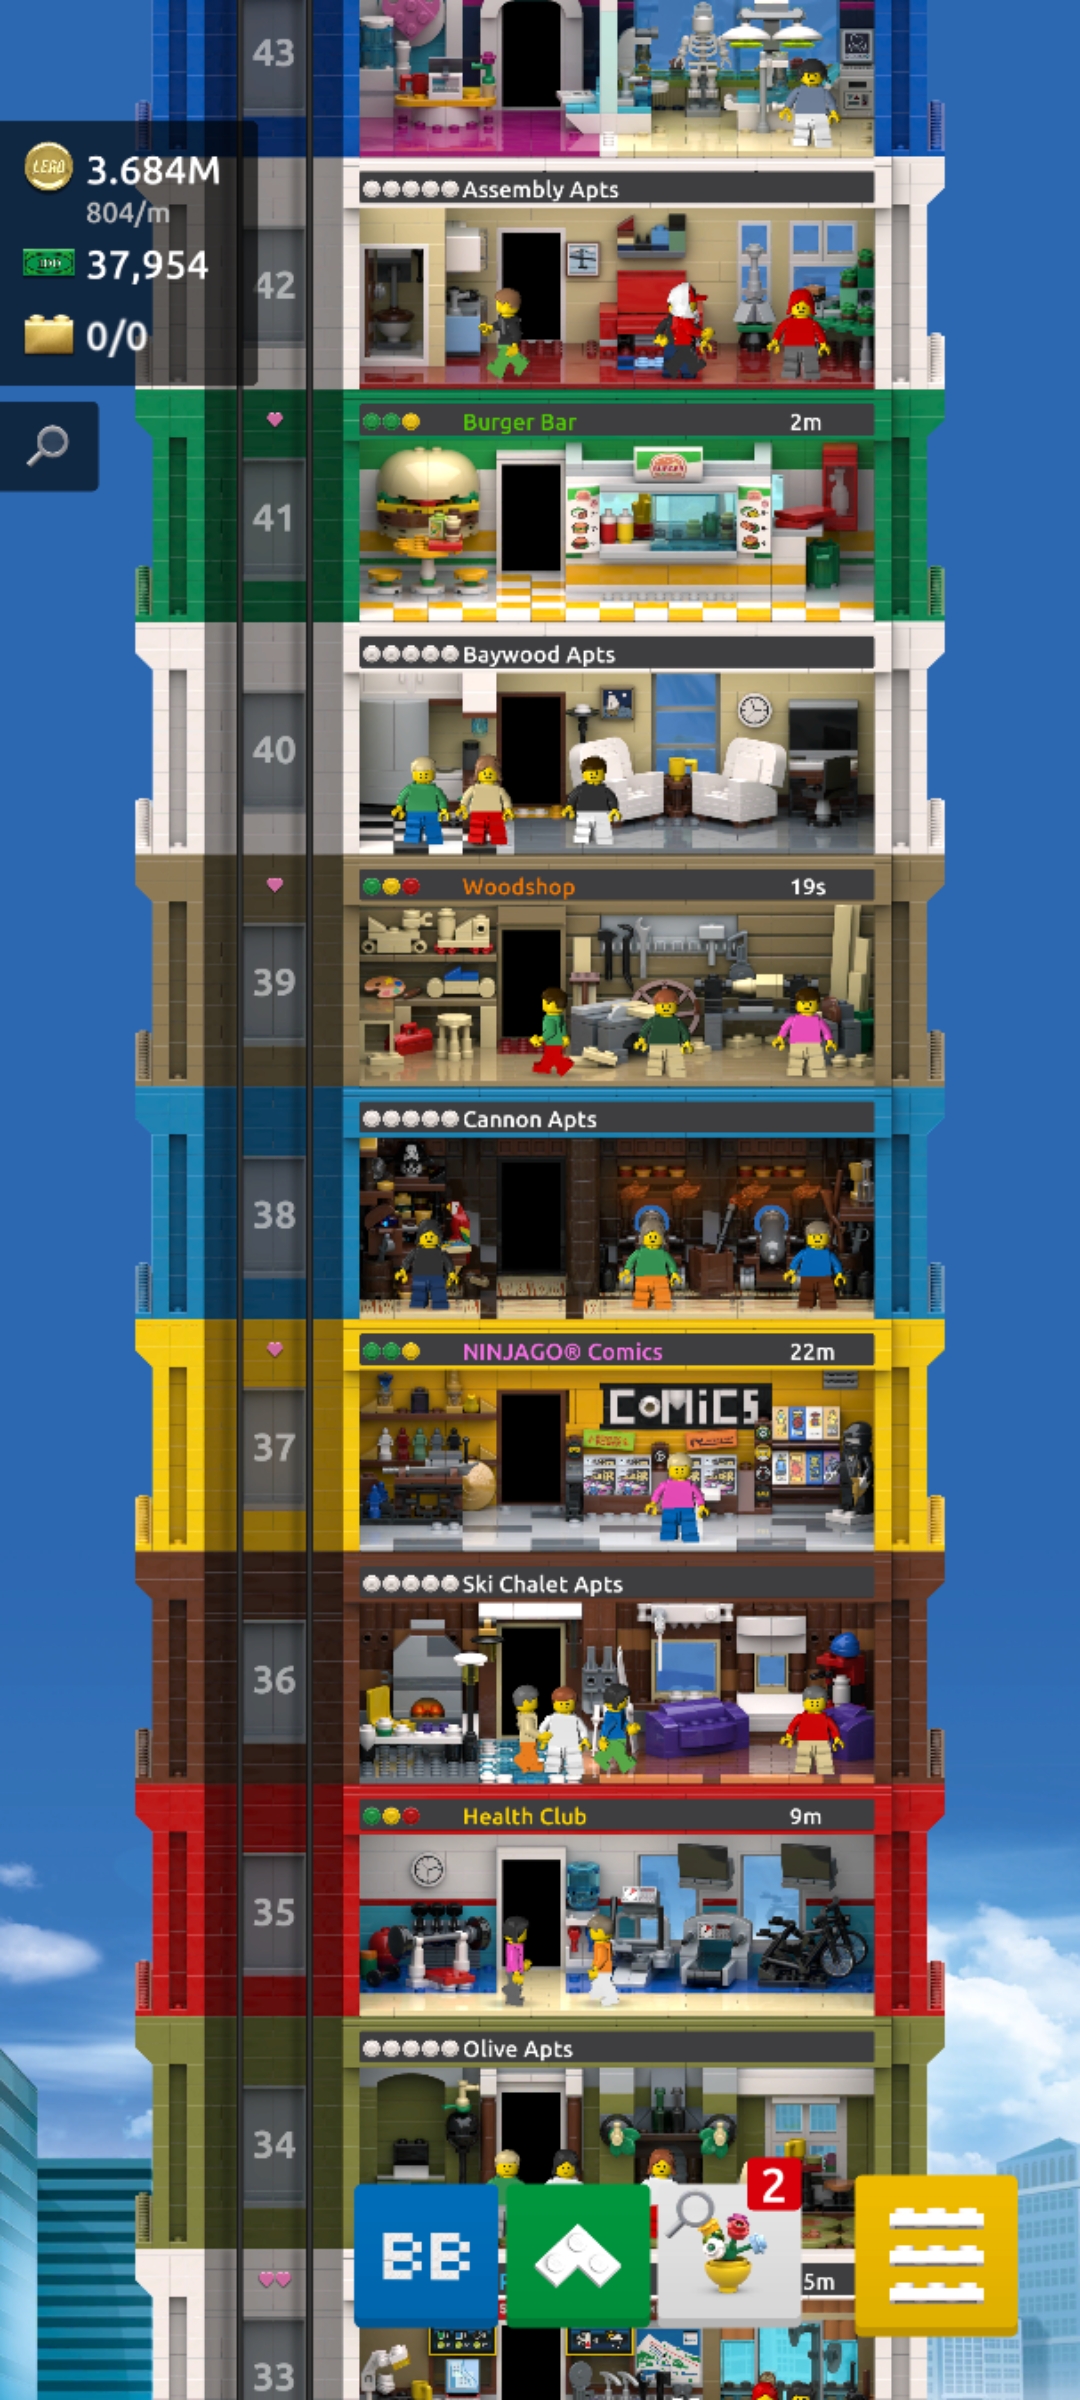 43
LEGO
3.684M
804/m
37,954
0/0
Assembly Apts
42
Burger Bar 2m
41
Baywood Apts
40
Woodshop 19s
39
Cannon Apts
38
NINJAGO® Comics 22m
COMiCS
37
Ski Chalet Apts
36
Health Club 9m
35
Olive Apts
34
2
BB
5m
33